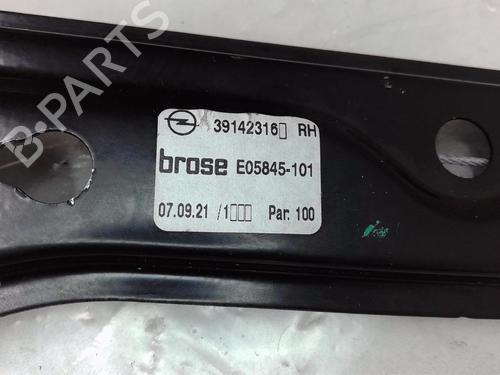 B-PARTS
39142316▯ RH
brose E05845-101
07.09.21 /1▯▯▯ Par. 100